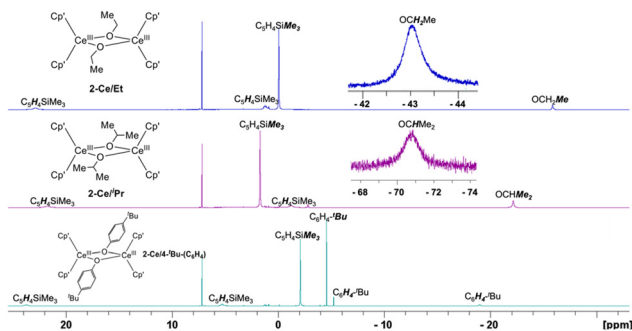 Cp' Me Cp'
Ce^III O Ce^III
O
Cp' Me Cp'
2-Ce/Et
C5H4SiMe3
OCH2Me
- 42 - 43 - 44
C5H4SiMe3
C5H4SiMe3
OCH2Me
Cp' Me Cp'
Me
Ce^III O Ce^III
Me O
Cp' Me Cp'
2-Ce/^iPr
C5H4SiMe3
OCHMe2
- 68 - 70 - 72 - 74
C5H4SiMe3
C5H4SiMe3
OCHMe2
^tBu
Cp' Cp'
Ce^III O Ce^III
O
Cp' Cp'
^tBu
2-Ce/4-^tBu-(C6H4)
C6H4-^tBu
C5H4SiMe3
C5H4SiMe3
C5H4SiMe3
C6H4-^tBu
C6H4-^tBu
20 10 0 - 10 - 20 [ppm]